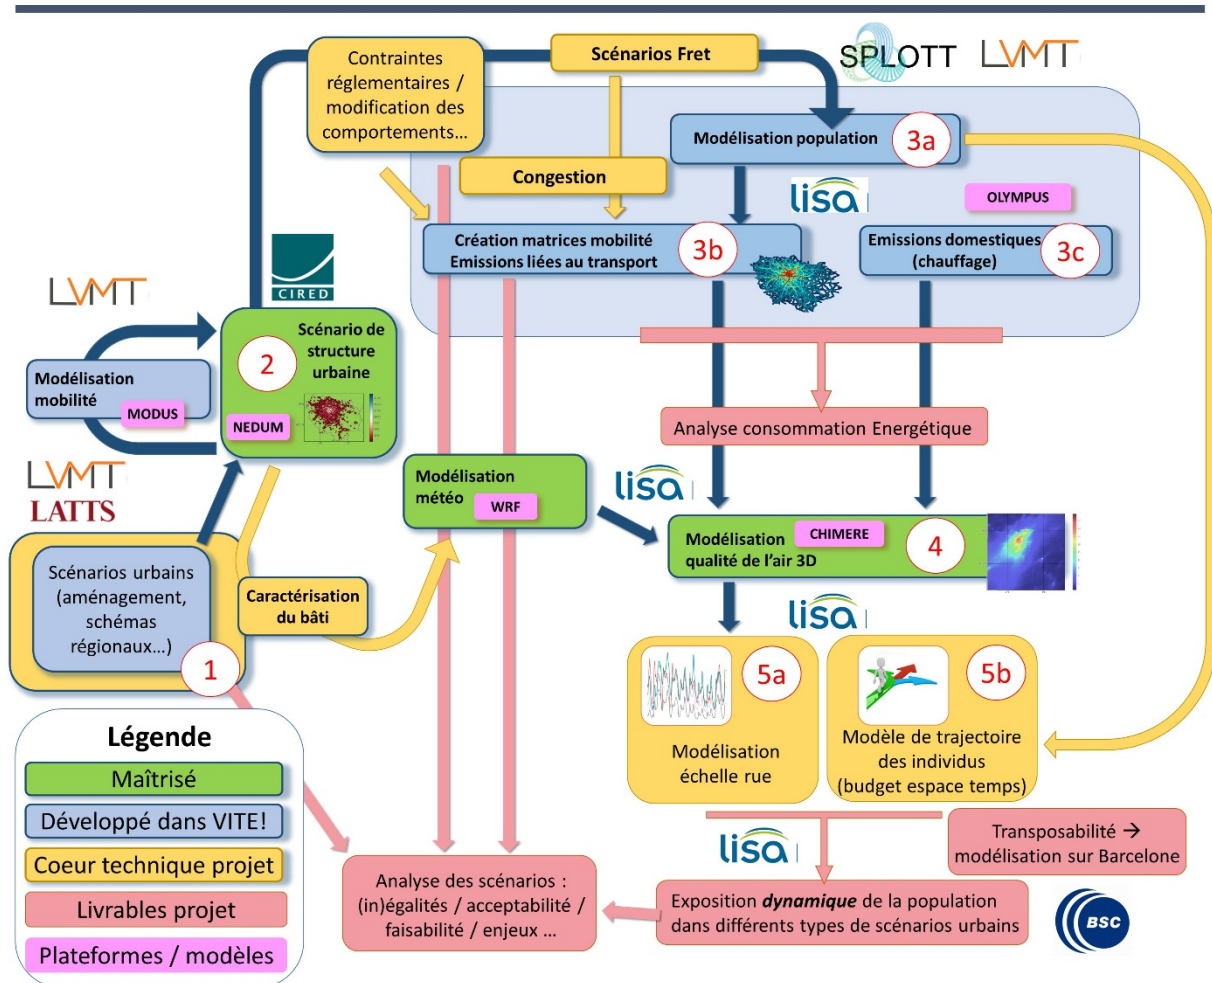 Contraintes
réglementaires /
modification des
comportements...
Scénarios Fret
SPLOTT
LVMT
Modélisation population
3a
Congestion
lisa
OLYMPUS
Création matrices mobilité
Emissions liées au transport
3b
Emissions domestiques
(chauffage)
3c
CIRED
LVMT
Scénario de
structure
urbaine
2
NEDUM
Modélisation
mobilité
MODUS
Analyse consommation Energétique
LVMT
LATTS
Modélisation
météo
WRF
lisa
Modélisation
qualité de l'air 3D
CHIMERE
4
Scénarios urbains
(aménagement,
schémas
régionaux...)
1
Caractérisation
du bâti
lisa
5a
Modélisation
échelle rue
5b
Modèle de trajectoire
des individus
(budget espace temps)
Légende
Maîtrisé
Développé dans VITE!
Coeur technique projet
Livrables projet
Plateformes / modèles
lisa
Transposabilité →
modélisation sur Barcelone
Analyse des scénarios :
(in)égalités / acceptabilité /
faisabilité / enjeux ...
Exposition dynamique de la population
dans différents types de scénarios urbains
BSC